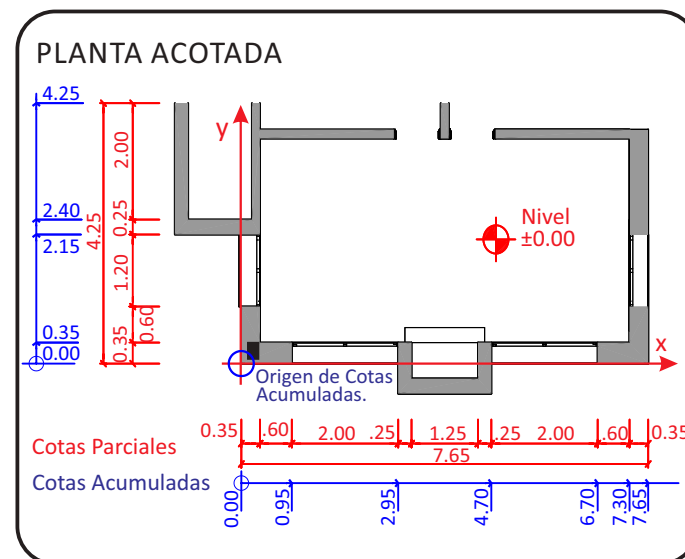 PLANTA ACOTADA
4.25
2.40
2.15
0.35
0.00
4.25
2.00
0.25
1.20
0.60
0.35
y
x
Nivel
±0.00
Origen de Cotas
Acumuladas.
Cotas Parciales
0.35 .60 2.00 .25 1.25 .25 2.00 .60 0.35
7.65
Cotas Acumuladas
0.00 0.95 2.95 4.70 6.70 7.30 7.65